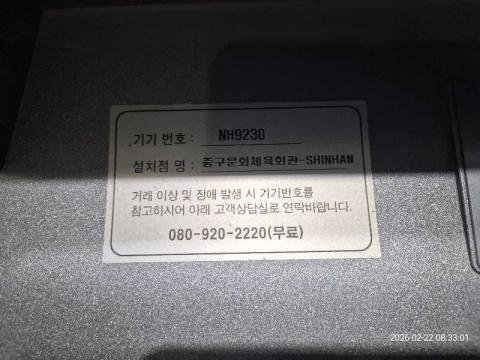 기기 번호 : NH9230
설치점 명 : 중구문화체육회관-SHINHAN
거래 이상 및 장애 발생 시 거기번호를
참고하시어 아래 고객상담실로 연락바랍니다.
080-920-2220(무료)
2026-02-22 08:33:01